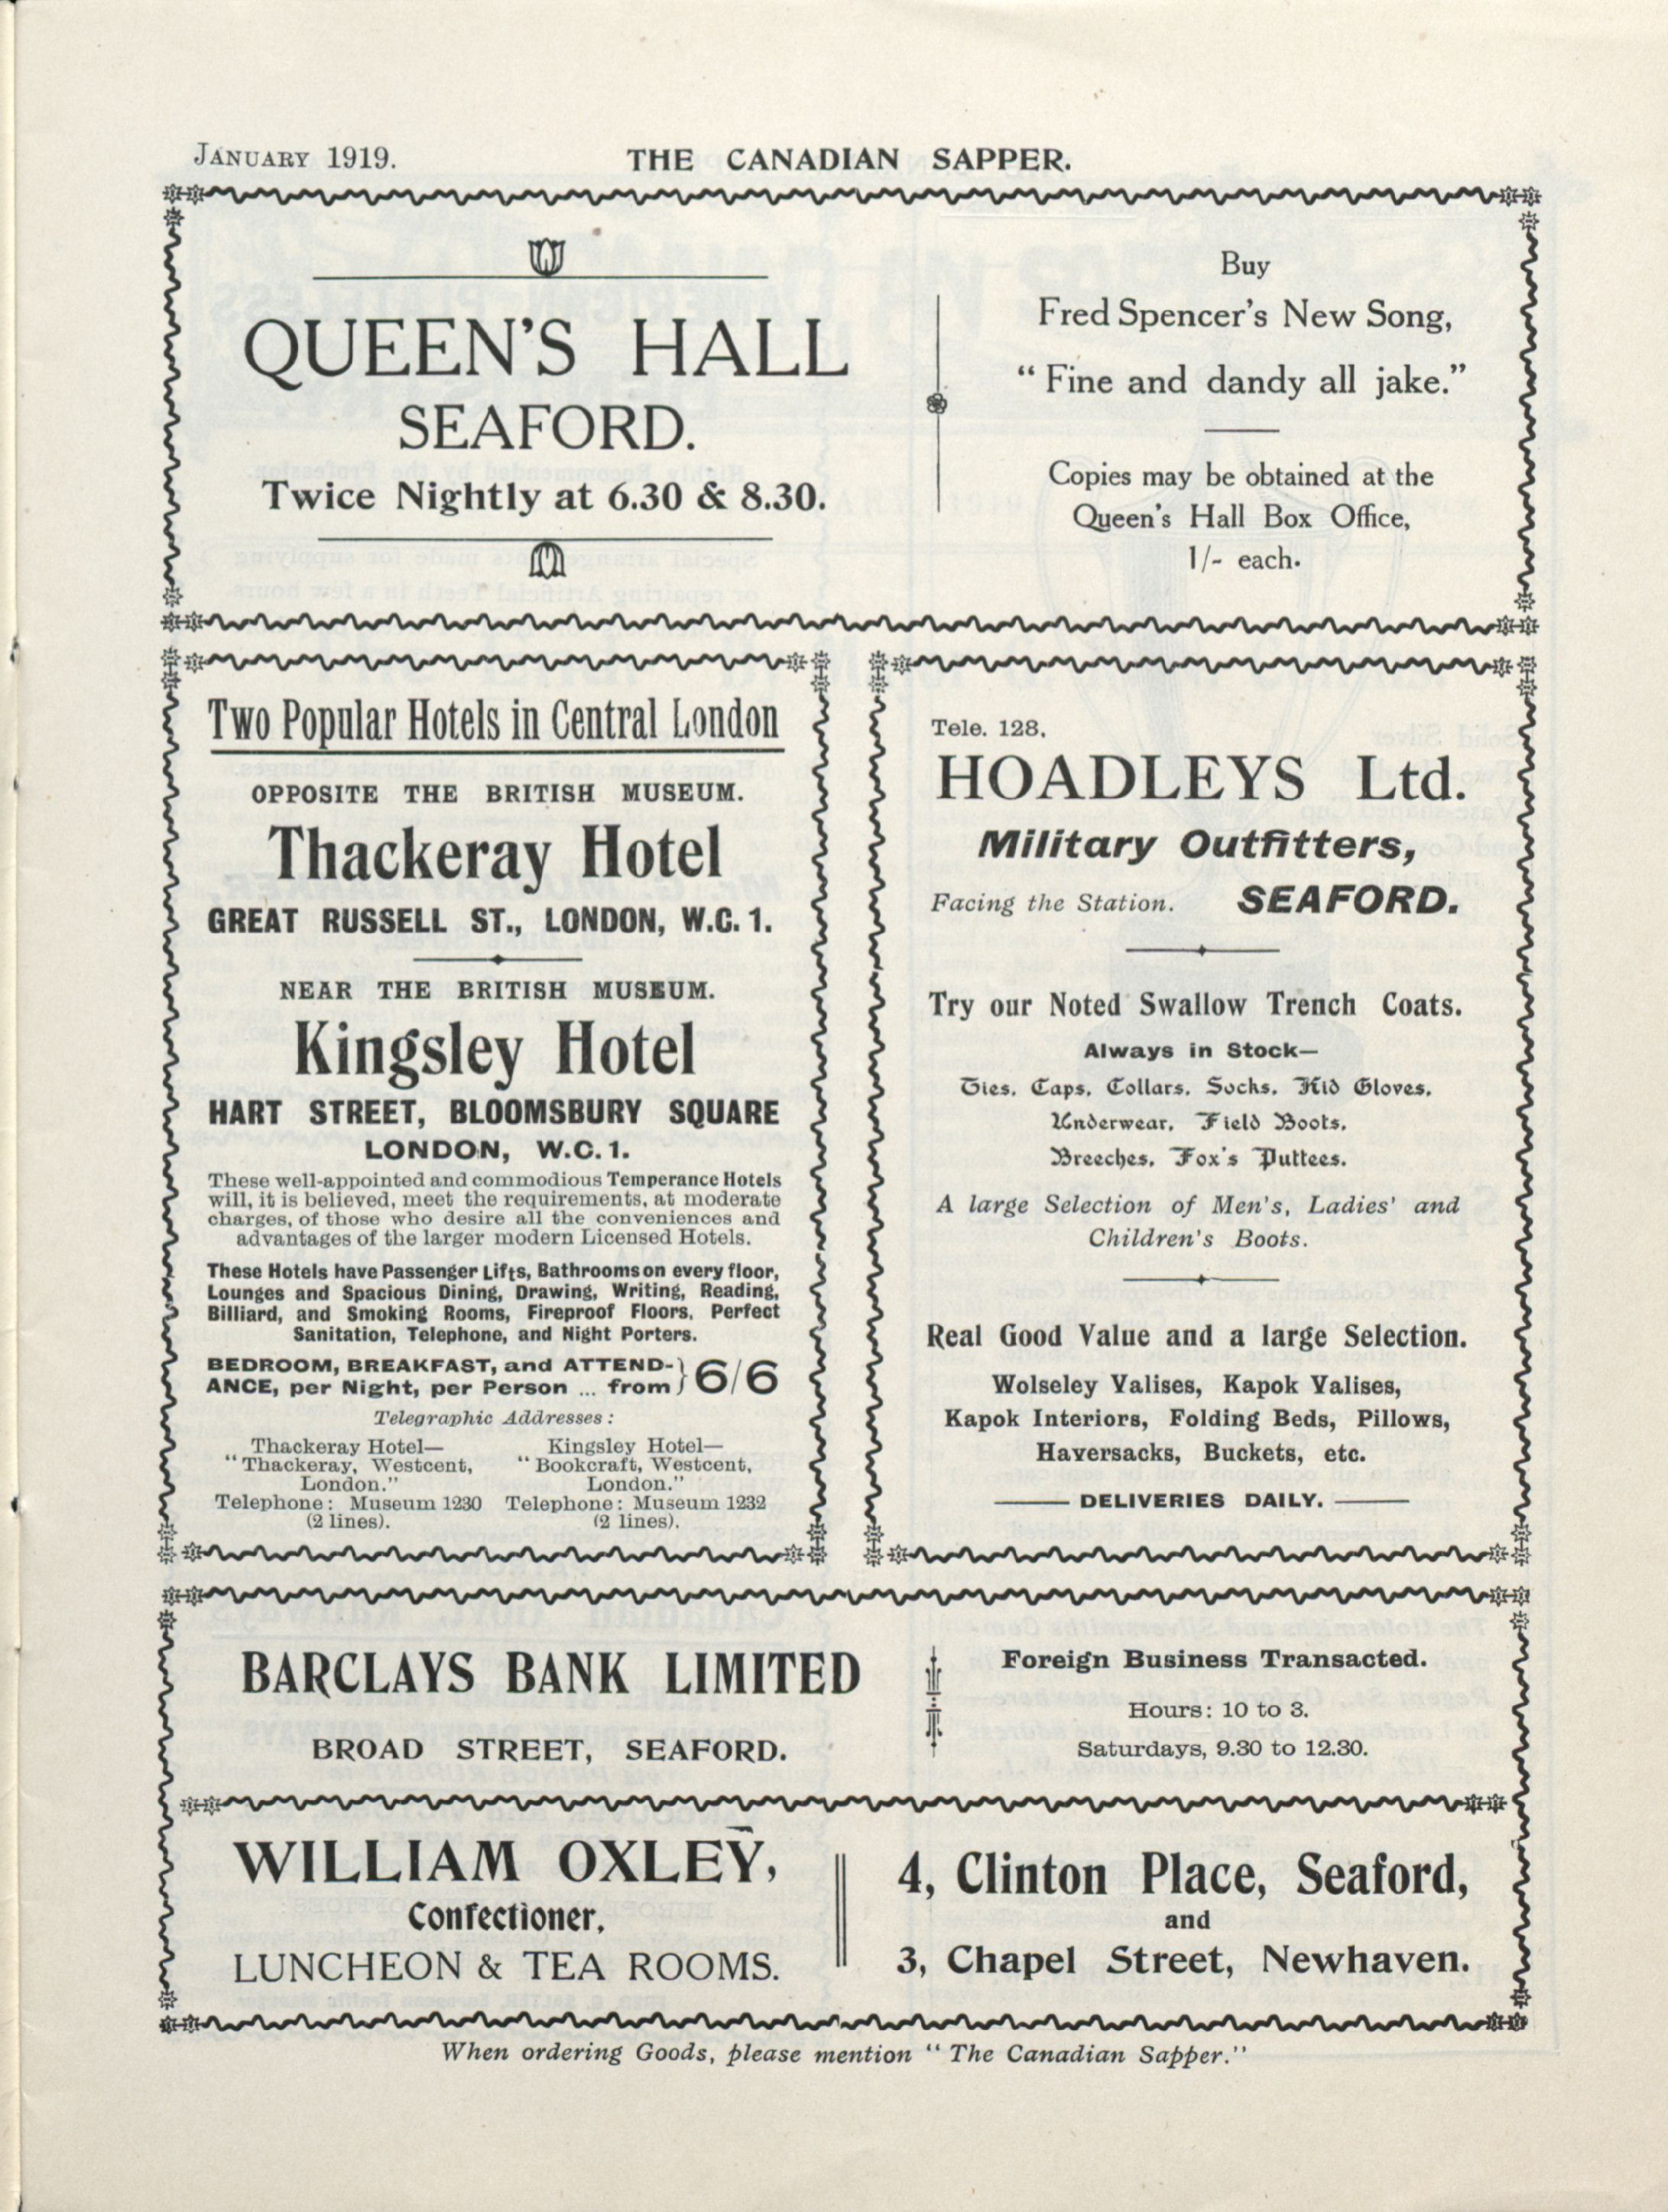 January 1919.
THE CANADIAN SAPPER.
QUEEN'S HALL
SEAFORD.
Twice Nightly at 6.30 & 8.30.
Buy
Fred Spencer's New Song,
"Fine and dandy all jake."
Copies may be obtained at the
Queen's Hall Box Office,
1/- each.
Two Popular Hotels in Central London
OPPOSITE THE BRITISH MUSEUM.
Thackeray Hotel
GREAT RUSSELL ST., LONDON, W.C. 1.
NEAR THE BRITISH MUSEUM.
Kingsley Hotel
HART STREET, BLOOMSBURY SQUARE
LONDON, W.C. 1.
These well-appointed and commodious Temperance Hotels
will, it is believed, meet the requirements, at moderate
charges, of those who desire all the conveniences and
advantages of the larger modern Licensed Hotels.
These Hotels have Passenger Lifts, Bathrooms on every floor,
Lounges and Spacious Dining, Drawing, Writing, Reading,
Billiard, and Smoking Rooms, Fireproof Floors, Perfect
Sanitation, Telephone, and Night Porters.
BEDROOM, BREAKFAST, and ATTEND-
ANCE, per Night, per Person ... from } 6/6
Telegraphic Addresses:
Thackeray Hotel—
"Thackeray, Westcent,
London."
Telephone: Museum 1230
(2 lines).
Kingsley Hotel—
"Bookcraft, Westcent,
London."
Telephone: Museum 1232
(2 lines).
Tele. 128.
HOADLEYS Ltd.
Military Outfitters,
Facing the Station. SEAFORD.
Try our Noted Swallow Trench Coats.
Always in Stock—
Ties, Caps, Collars, Socks, Kid Gloves,
Underwear, Field Boots,
Breeches, Fox's Puttees.
A large Selection of Men's, Ladies' and
Children's Boots.
Real Good Value and a large Selection.
Wolseley Valises, Kapok Valises,
Kapok Interiors, Folding Beds, Pillows,
Haversacks, Buckets, etc.
DELIVERIES DAILY.
BARCLAYS BANK LIMITED
BROAD STREET, SEAFORD.
Foreign Business Transacted.
Hours: 10 to 3.
Saturdays, 9.30 to 12.30.
WILLIAM OXLEY,
Confectioner,
LUNCHEON & TEA ROOMS.
4, Clinton Place, Seaford,
and
3, Chapel Street, Newhaven.
When ordering Goods, please mention "The Canadian Sapper."